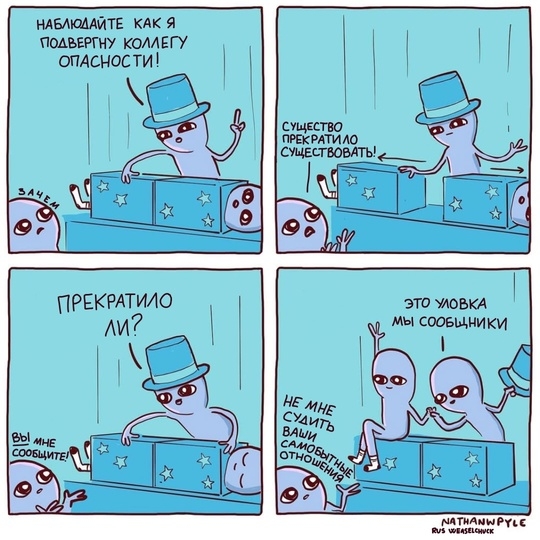 НАБЛЮДАЙТЕ КАК Я
ПОДВЕРГНУ КОЛЛЕГУ
ОПАСНОСТИ!
ЗАЧЕМ
СУЩЕСТВО
ПРЕКРАТИЛО
СУЩЕСТВОВАТЬ!
ПРЕКРАТИЛО
ЛИ?
ВЫ МНЕ
СООБЩИТЕ!
ЭТО УЛОВКА
МЫ СООБЩНИКИ
НЕ МНЕ
СУДИТЬ
ВАШИ
САМОБЫТНЫЕ
ОТНОШЕНИЯ
NATHANWPYLE
RUS WEASELCHUCK